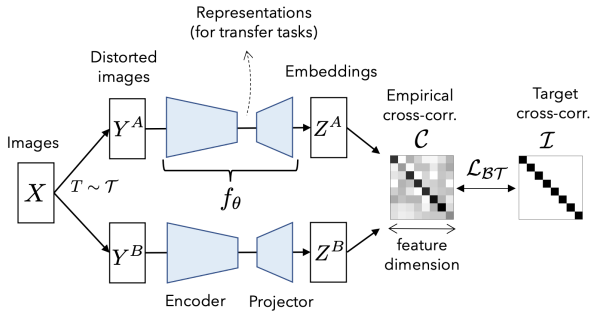 Representations
(for transfer tasks)
Distorted
images
Embeddings
Images
Empirical
cross-corr.
Target
cross-corr.
Y^A
Z^A
C
I
X
T ~ 𝒯
f_θ
ℒ_ℬ𝒯
Y^B
Z^B
feature
dimension
Encoder
Projector